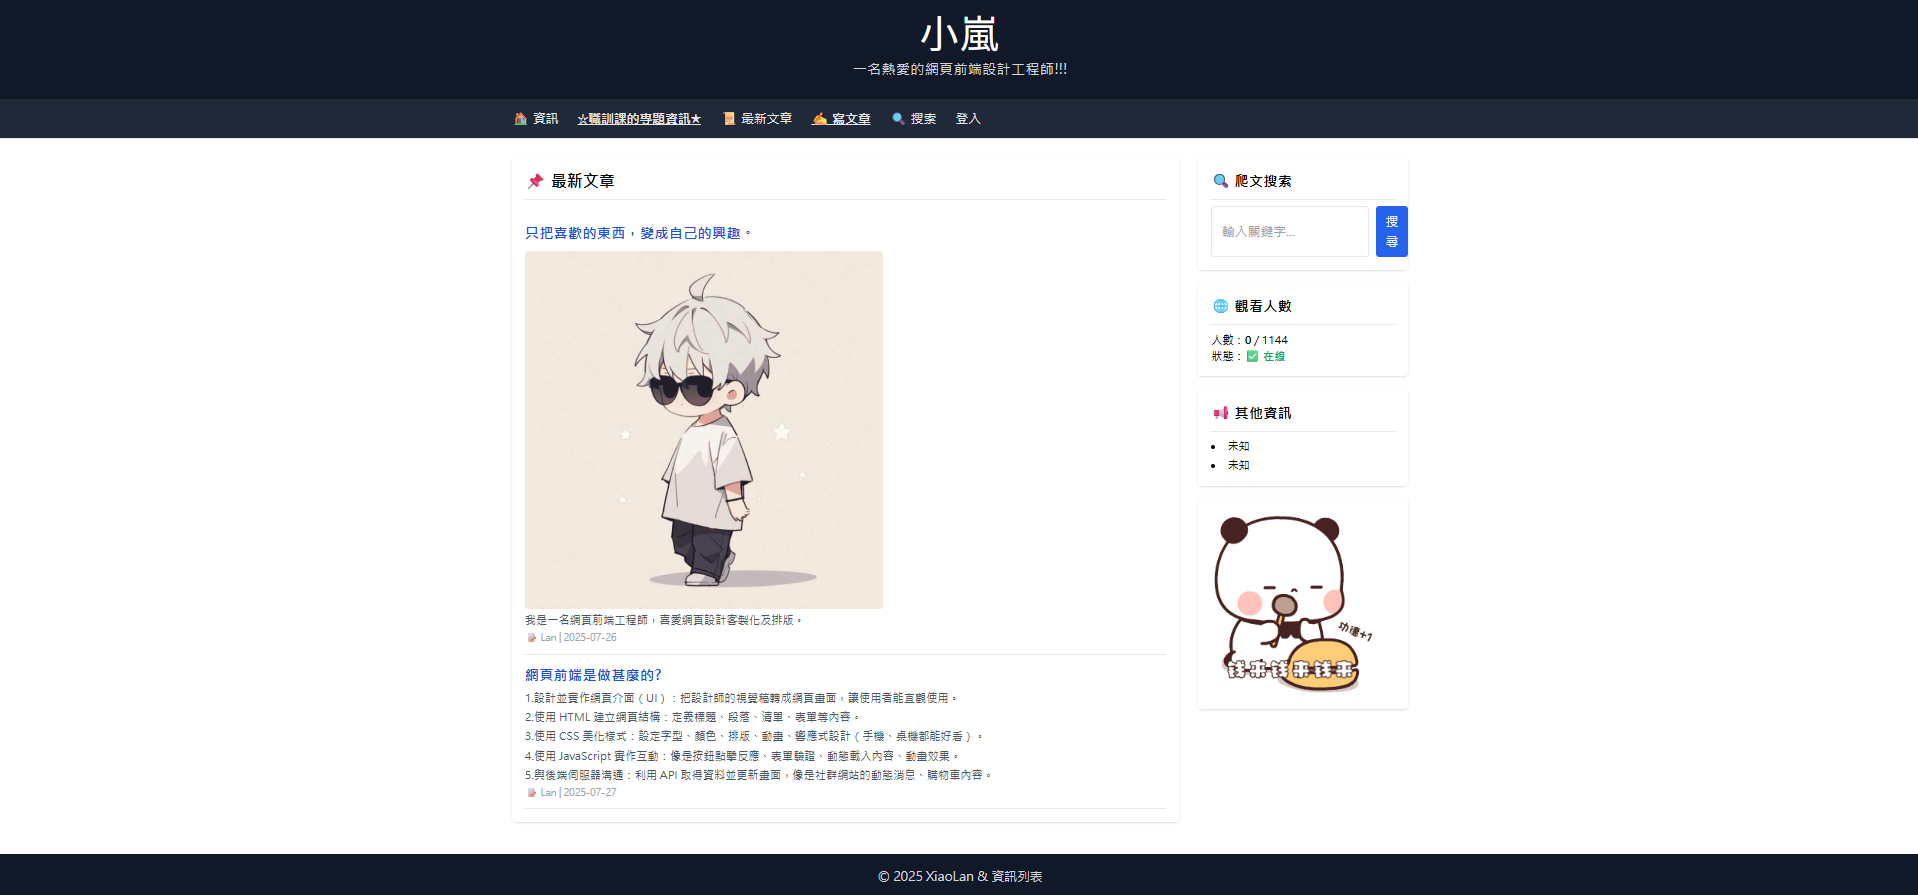 小嵐
一名熱愛的網頁前端設計工程師!!!
🏠 資訊 ☆職訓課的専題資訊★ 📜 最新文章 ✍ 寫文章 🔍 搜索 登入
📌 最新文章
只把喜歡的東西，變成自己的興趣。
我是一名網頁前端工程師，喜愛網頁設計客製化及排版。
📝 Lan | 2025-07-26
網頁前端是做甚麼的?
1.設計並實作網頁介面（UI）：把設計師的視覺稿轉成網頁畫面，讓使用者能直觀使用。
2.使用 HTML 建立網頁結構：定義標題、段落、清單、表單等內容。
3.使用 CSS 美化樣式：設定字型、顏色、排版、動畫、響應式設計（手機、桌機都能好看）。
4.使用 JavaScript 實作互動：像是按鈕點擊反應、表單驗證、動態載入內容、動畫效果。
5.與後端伺服器溝通：利用 API 取得資料並更新畫面，像是社群網站的動態消息、購物車內容。
📝 Lan | 2025-07-27
🔍 爬文搜索
輸入關鍵字...
搜
尋
🌐 觀看人數
人數：0 / 1144
狀態：✅ 在線
📢 其他資訊
• 未知
• 未知
功德+1
钱来钱来钱来
© 2025 XiaoLan & 資訊列表